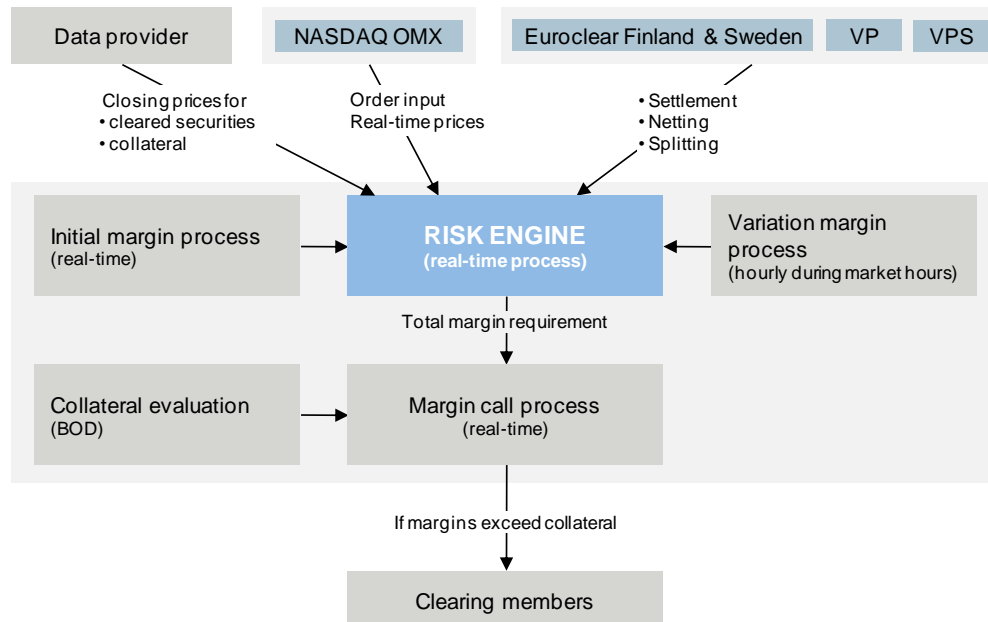 Data provider
NASDAQ OMX
Euroclear Finland & Sweden
VP
VPS
Closing prices for
• cleared securities
• collateral
Order input
Real-time prices
• Settlement
• Netting
• Splitting
Initial margin process
(real-time)
RISK ENGINE
(real-time process)
Variation margin
process
(hourly during market hours)
Total margin requirement
Collateral evaluation
(BOD)
Margin call process
(real-time)
If margins exceed collateral
Clearing members